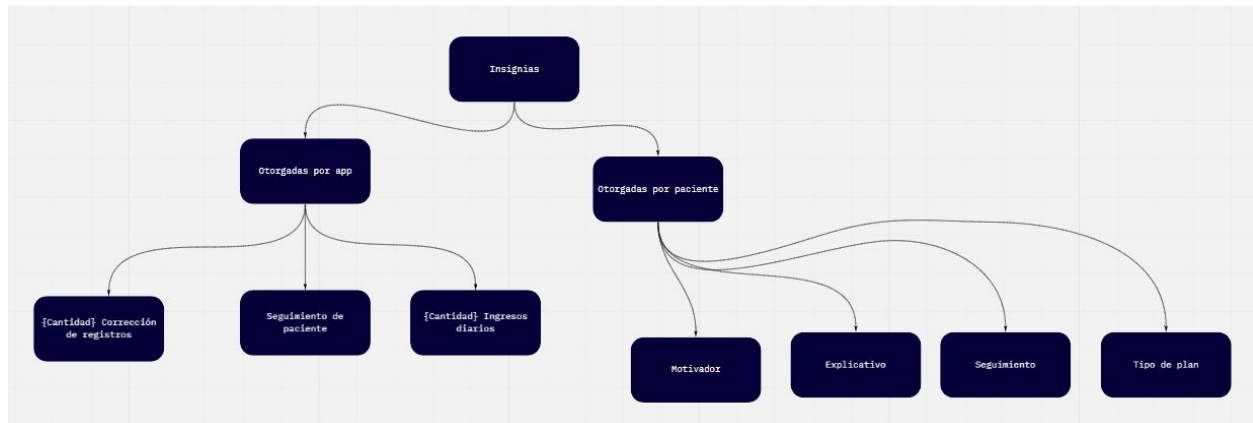 Insignias
Otorgadas por app
Otorgadas por paciente
{Cantidad} Corrección
de registros
Seguimiento de
paciente
{Cantidad} Ingresos
diarios
Motivador
Explicativo
Seguimiento
Tipo de plan